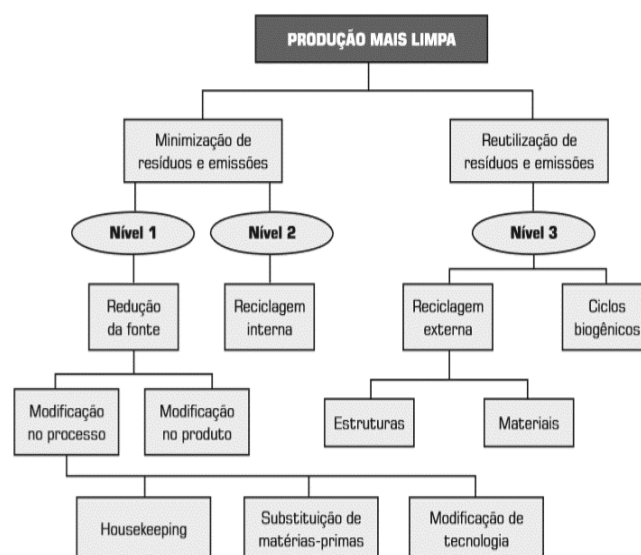 PRODUÇÃO MAIS LIMPA
Minimização de
resíduos e emissões
Reutilização de
resíduos e emissões
Nível 1
Nível 2
Nível 3
Redução
da fonte
Reciclagem
interna
Reciclagem
externa
Ciclos
biogênicos
Modificação
no processo
Modificação
no produto
Estruturas
Materiais
Housekeeping
Substituição de
matérias-primas
Modificação de
tecnologia